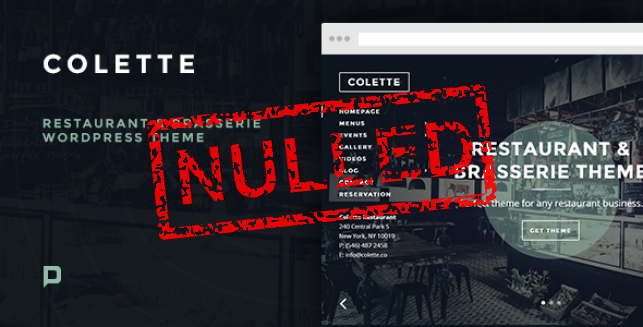 COLETTE
RESTAURANT & BRASSERIE
WORDPRESS THEME
NULLED
COLETTE
HOMEPAGE
MENUS
EVENTS
GALLERY
VIDEOS
BLOG
CONTACT
RESERVATION
Colette Restaurant
240 Central Park S
New York, NY 10019
P: (546) 487 2458
E: info@colette.co
RESTAURANT &
BRASSERIE THEME
theme for any restaurant business.
GET THEME